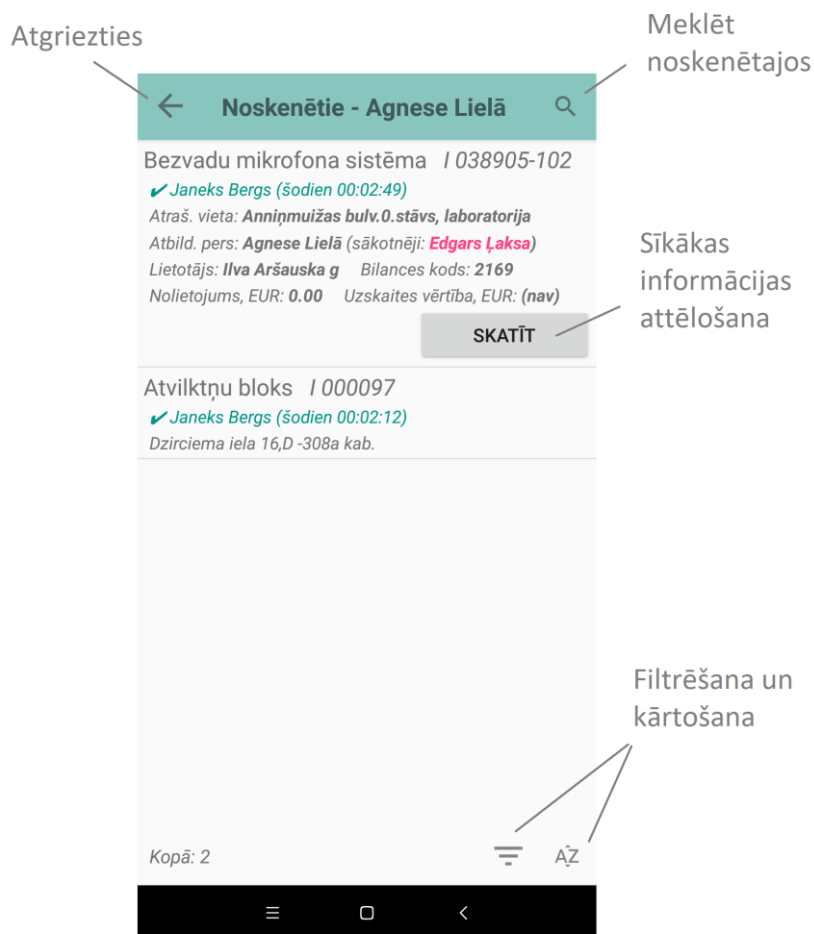 Atgriezties
Meklēt
noskenētajos
Noskenētie - Agnese Lielā
Bezvadu mikrofona sistēma I 038905-102
✔ Janeks Bergs (šodien 00:02:49)
Atraš. vieta: Anniņmuižas bulv.0.stāvs, laboratorija
Atbild. pers: Agnese Lielā (sākotnēji: Edgars Ļaksa)
Lietotājs: Ilva Aršauska g Bilances kods: 2169
Nolietojums, EUR: 0.00 Uzskaites vērtība, EUR: (nav)
SKATĪT
Sīkākas
informācijas
attēlošana
Atvilktņu bloks I 000097
✔ Janeks Bergs (šodien 00:02:12)
Dzirciema iela 16,D -308a kab.
Filtrēšana un
kārtošana
Kopā: 2
AZ